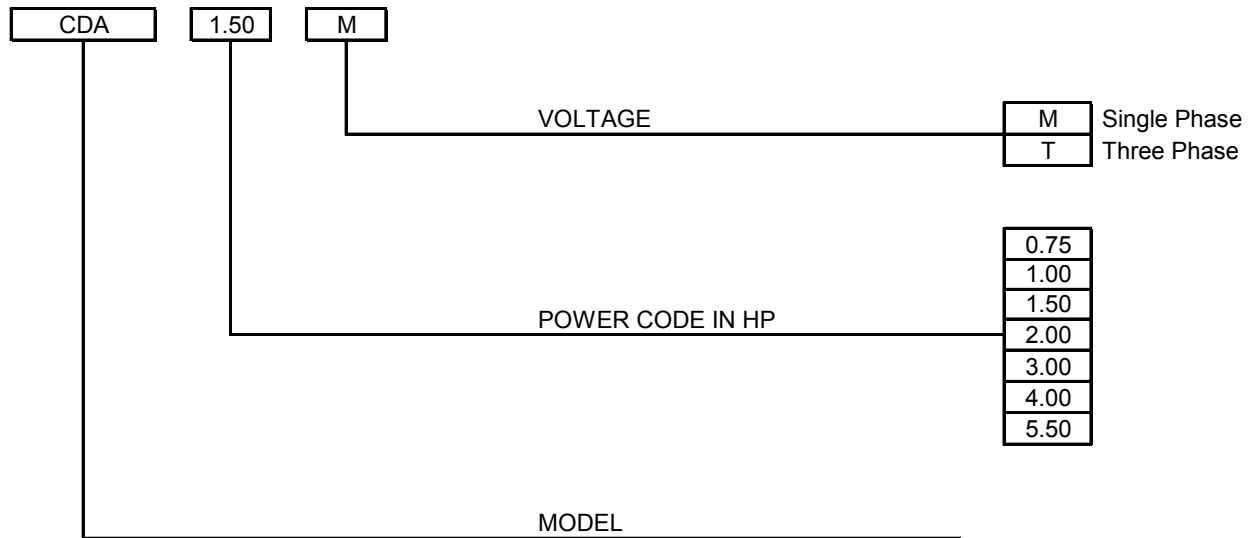 CDA 1.50 M
VOLTAGE
M Single Phase
T Three Phase
0.75
1.00
1.50
POWER CODE IN HP
2.00
3.00
4.00
5.50
MODEL